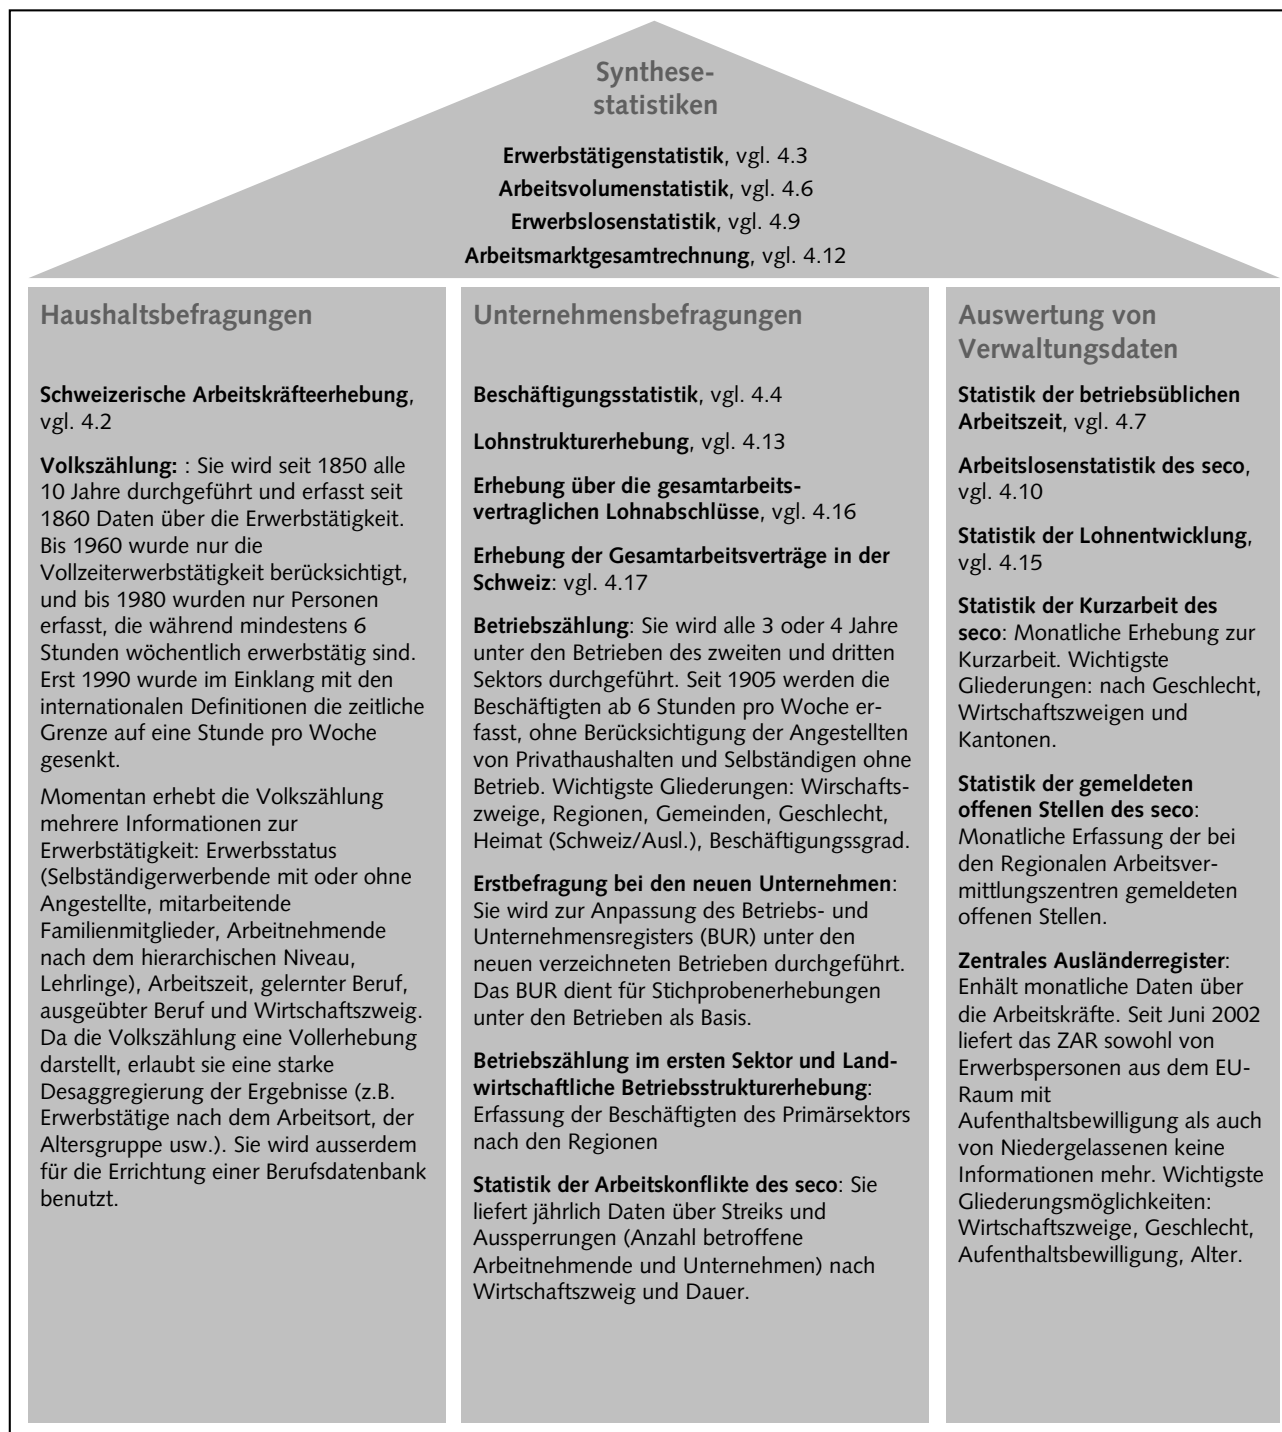 Synthese-
statistiken
Erwerbstätigenstatistik, vgl. 4.3
Arbeitsvolumenstatistik, vgl. 4.6
Erwerbslosenstatistik, vgl. 4.9
Arbeitsmarktgesamtrechnung, vgl. 4.12
Haushaltsbefragungen
Schweizerische Arbeitskräfteerhebung,
vgl. 4.2
Volkszählung: : Sie wird seit 1850 alle
10 Jahre durchgeführt und erfasst seit
1860 Daten über die Erwerbstätigkeit.
Bis 1960 wurde nur die
Vollzeiterwerbstätigkeit berücksichtigt,
und bis 1980 wurden nur Personen
erfasst, die während mindestens 6
Stunden wöchentlich erwerbstätig sind.
Erst 1990 wurde im Einklang mit den
internationalen Definitionen die zeitliche
Grenze auf eine Stunde pro Woche
gesenkt.
Momentan erhebt die Volkszählung
mehrere Informationen zur
Erwerbstätigkeit: Erwerbsstatus
(Selbständigerwerbende mit oder ohne
Angestellte, mitarbeitende
Familienmitglieder, Arbeitnehmende
nach dem hierarchischen Niveau,
Lehrlinge), Arbeitszeit, gelernter Beruf,
ausgeübter Beruf und Wirtschaftszweig.
Da die Volkszählung eine Vollerhebung
darstellt, erlaubt sie eine starke
Desaggregierung der Ergebnisse (z.B.
Erwerbstätige nach dem Arbeitsort, der
Altersgruppe usw.). Sie wird ausserdem
für die Errichtung einer Berufsdatenbank
benutzt.
Unternehmensbefragungen
Beschäftigungsstatistik, vgl. 4.4
Lohnstrukturerhebung, vgl. 4.13
Erhebung über die gesamtarbeits-
vertraglichen Lohnabschlüsse, vgl. 4.16
Erhebung der Gesamtarbeitsverträge in der
Schweiz: vgl. 4.17
Betriebszählung: Sie wird alle 3 oder 4 Jahre
unter den Betrieben des zweiten und dritten
Sektors durchgeführt. Seit 1905 werden die
Beschäftigten ab 6 Stunden pro Woche er-
fasst, ohne Berücksichtigung der Angestellten
von Privathaushalten und Selbständigen ohne
Betrieb. Wichtigste Gliederungen: Wirschafts-
zweige, Regionen, Gemeinden, Geschlecht,
Heimat (Schweiz/Ausl.), Beschäftigungssgrad.
Erstbefragung bei den neuen Unternehmen:
Sie wird zur Anpassung des Betriebs- und
Unternehmensregisters (BUR) unter den
neuen verzeichneten Betrieben durchgeführt.
Das BUR dient für Stichprobenerhebungen
unter den Betrieben als Basis.
Betriebszählung im ersten Sektor und Land-
wirtschaftliche Betriebsstrukturerhebung:
Erfassung der Beschäftigten des Primärsektors
nach den Regionen
Statistik der Arbeitskonflikte des seco: Sie
liefert jährlich Daten über Streiks und
Aussperrungen (Anzahl betroffene
Arbeitnehmende und Unternehmen) nach
Wirtschaftszweig und Dauer.
Auswertung von
Verwaltungsdaten
Statistik der betriebsüblichen
Arbeitszeit, vgl. 4.7
Arbeitslosenstatistik des seco,
vgl. 4.10
Statistik der Lohnentwicklung,
vgl. 4.15
Statistik der Kurzarbeit des
seco: Monatliche Erhebung zur
Kurzarbeit. Wichtigste
Gliederungen: nach Geschlecht,
Wirtschaftszweigen und
Kantonen.
Statistik der gemeldeten
offenen Stellen des seco:
Monatliche Erfassung der bei
den Regionalen Arbeitsver-
mittlungszentren gemeldeten
offenen Stellen.
Zentrales Ausländerregister:
Enhält monatliche Daten über
die Arbeitskräfte. Seit Juni 2002
liefert das ZAR sowohl von
Erwerbspersonen aus dem EU-
Raum mit
Aufenthaltsbewilligung als auch
von Niedergelassenen keine
Informationen mehr. Wichtigste
Gliederungsmöglichkeiten:
Wirtschaftszweige, Geschlecht,
Aufenthaltsbewilligung, Alter.